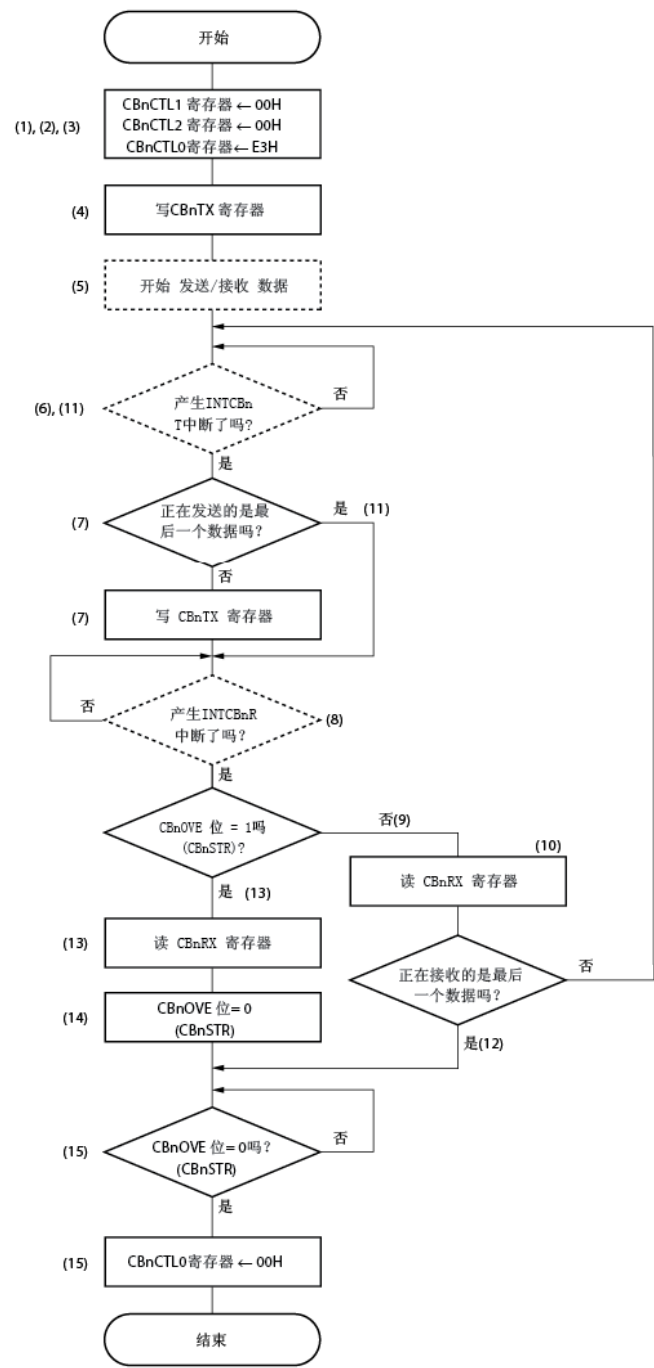 开始
(1), (2), (3)
CBnCTL1 寄存器 ← 00H
CBnCTL2 寄存器 ← 00H
CBnCTL0寄存器← E3H
(4)
写CBnTX 寄存器
(5)
开始 发送/接收 数据
(6), (11)
产生INTCBn
T中断了吗?
否
是
(7)
正在发送的是最
后一个数据吗?
是 (11)
否
(7)
写 CBnTX 寄存器
否
产生INTCBnR
中断了吗?
(8)
是
CBnOVE 位 = 1吗
(CBnSTR)?
否(9)
(10)
读 CBnRX 寄存器
是 (13)
(13)
读 CBnRX 寄存器
正在接收的是最后
一个数据吗?
否
(14)
CBnOVE 位= 0
(CBnSTR)
是(12)
(15)
CBnOVE 位= 0吗?
(CBnSTR)
否
是
(15)
CBnCTL0寄存器 ← 00H
结束